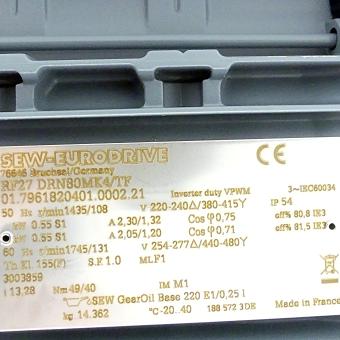 SEW-EURODRIVE CE
76646 Bruchsal/Germany
RF27 DRN80MK4/TF
01.7961820401.0002.21 Inverter duty VPWM 3~IEC60034
50 Hz r/min 1435/108 V 220-240△/380-415Y IP 54
kW 0.55 S1 A 2,30/1,32 Cos φ 0,75 eff% 80,8 IE3
kW 0.55 S1 A 2,05/1,20 Cos φ 0,71 eff% 81,5 IE3
60 Hz r/min 1745/131 V 254-277△/440-480Y
Th.El. 155(F) S.F. 1.0 MLF1
3003859
i 13,28 Nm 49/40 IM M1
SEW GearOil Base 220 E1/0,25 l
kg 14.362 °C -20..40 188 572 3 DE Made in France